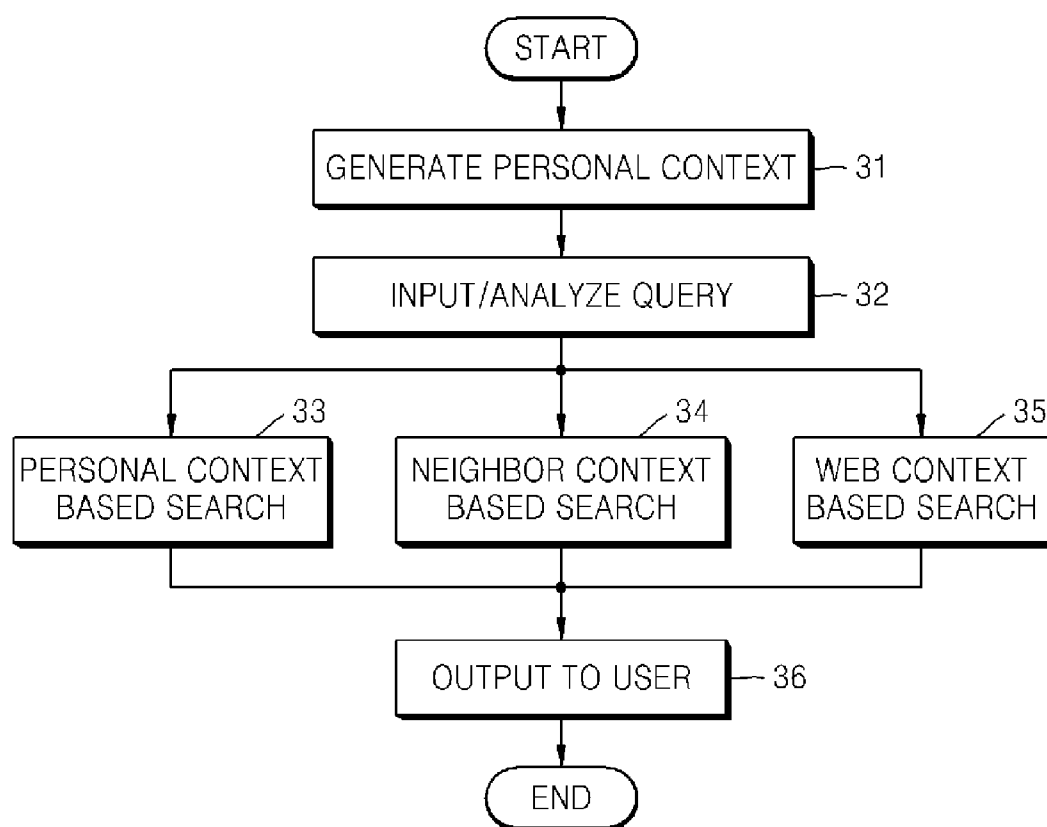 START
GENERATE PERSONAL CONTEXT
31
INPUT/ANALYZE QUERY
32
33
34
35
PERSONAL CONTEXT
BASED SEARCH
NEIGHBOR CONTEXT
BASED SEARCH
WEB CONTEXT
BASED SEARCH
OUTPUT TO USER
36
END